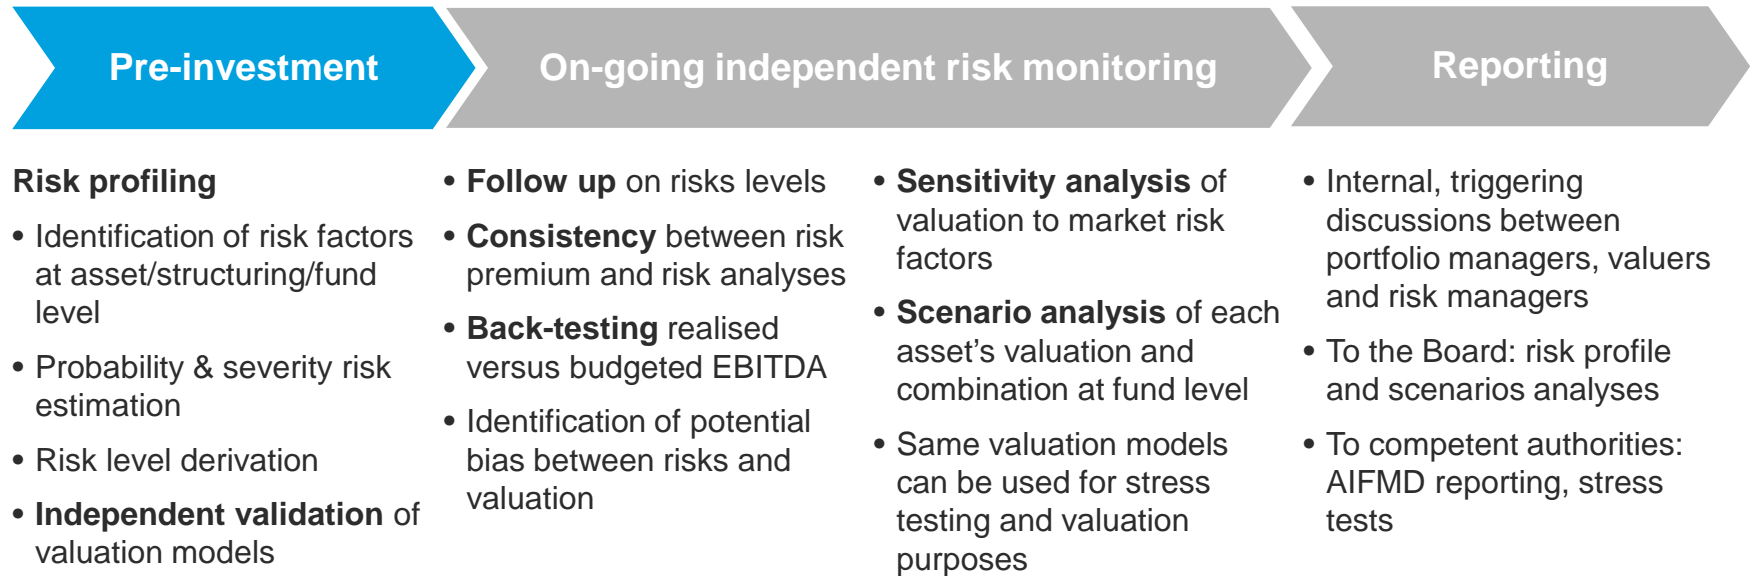 Pre-investment
On-going independent risk monitoring
Reporting
Risk profiling
• Identification of risk factors
at asset/structuring/fund
level
• Probability & severity risk
estimation
• Risk level derivation
• Independent validation of
valuation models
• Follow up on risks levels
• Consistency between risk
premium and risk analyses
• Back-testing realised
versus budgeted EBITDA
• Identification of potential
bias between risks and
valuation
• Sensitivity analysis of
valuation to market risk
factors
• Scenario analysis of each
asset’s valuation and
combination at fund level
• Same valuation models
can be used for stress
testing and valuation
purposes
• Internal, triggering
discussions between
portfolio managers, valuers
and risk managers
• To the Board: risk profile
and scenarios analyses
• To competent authorities:
AIFMD reporting, stress
tests